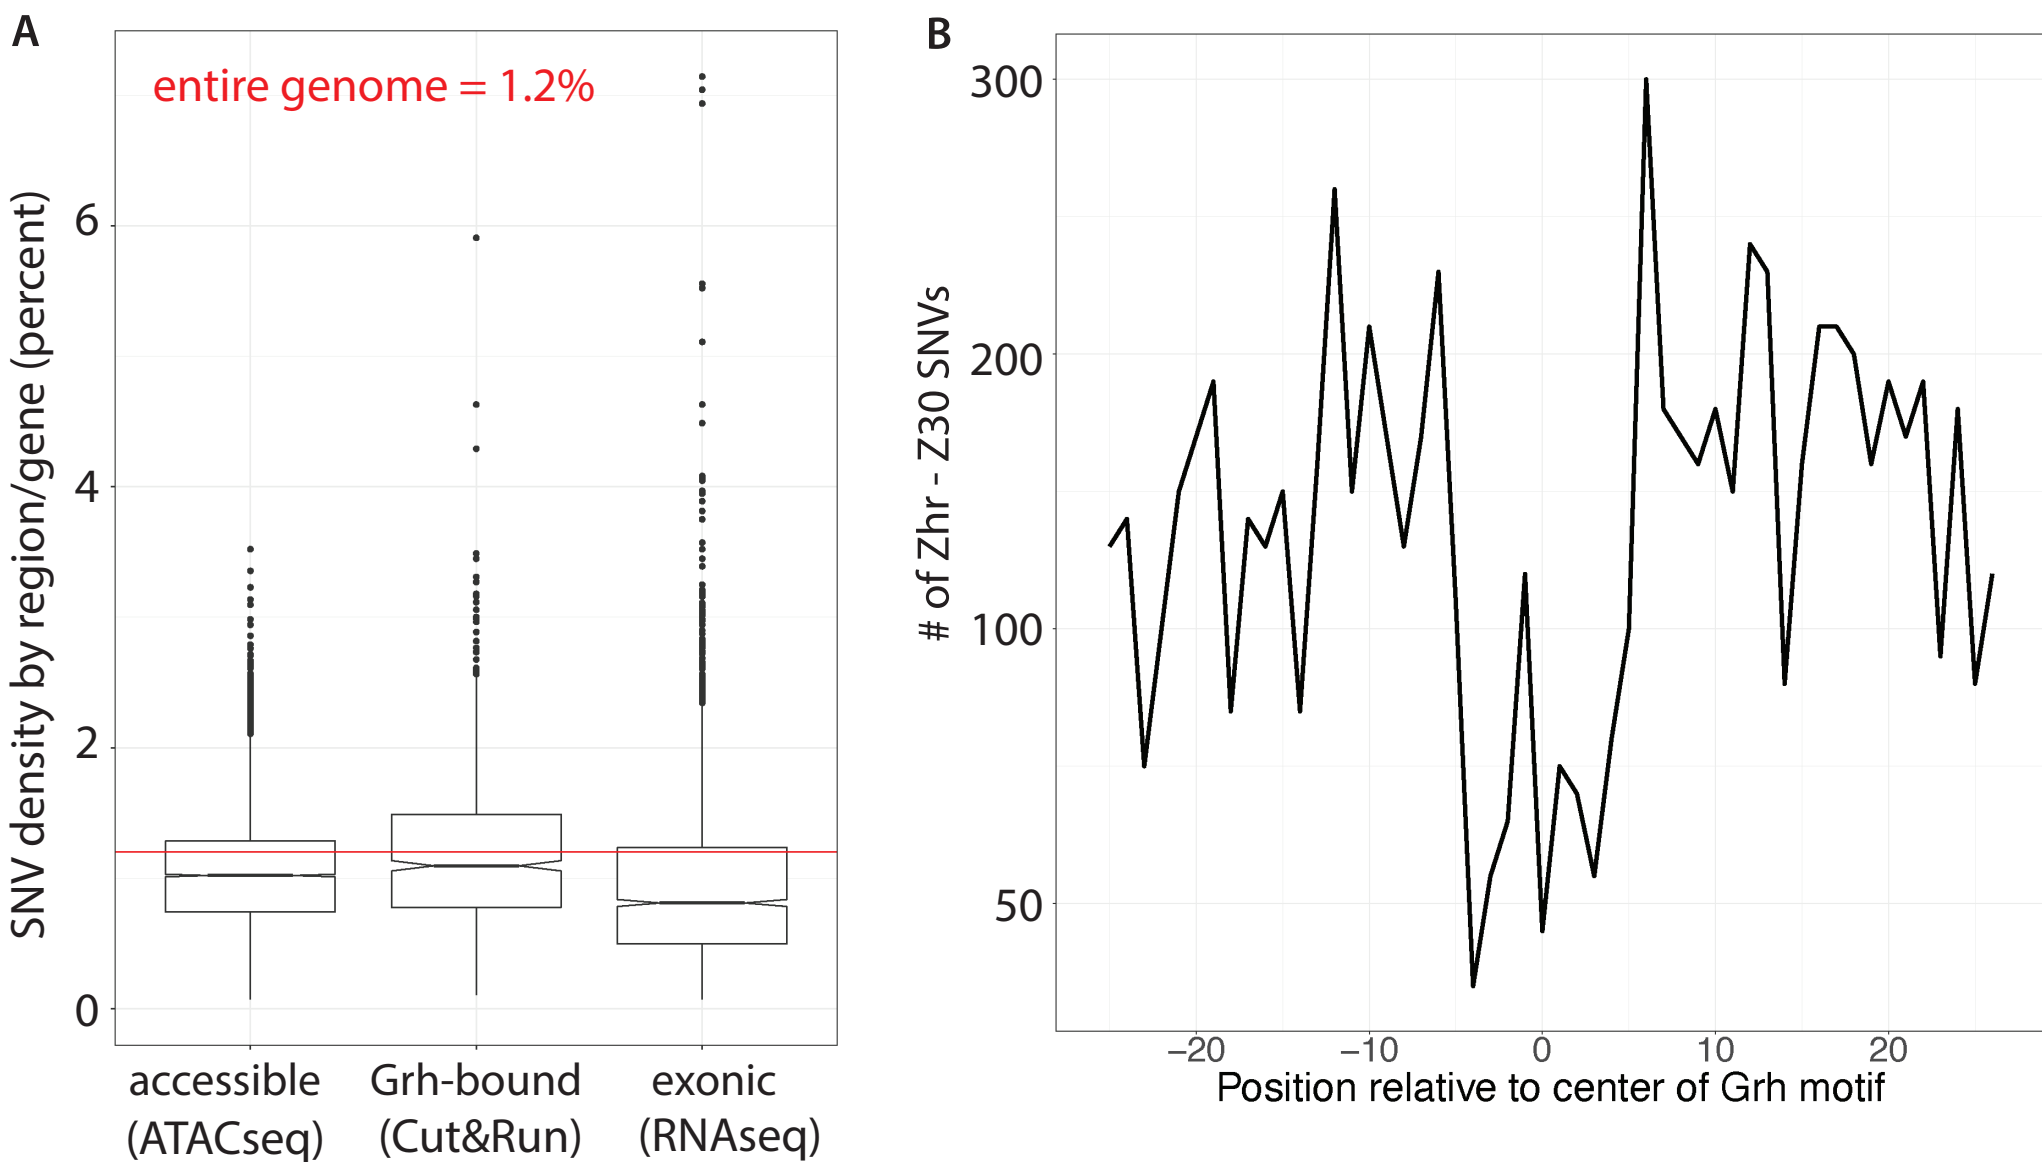 A
entire genome = 1.2%
SNV density by region/gene (percent)
6
4
2
0
accessible
(ATACseq)
Grh-bound
(Cut&Run)
exonic
(RNAseq)
B
# of Zhr - Z30 SNVs
300
200
100
50
−20
−10
0
10
20
Position relative to center of Grh motif